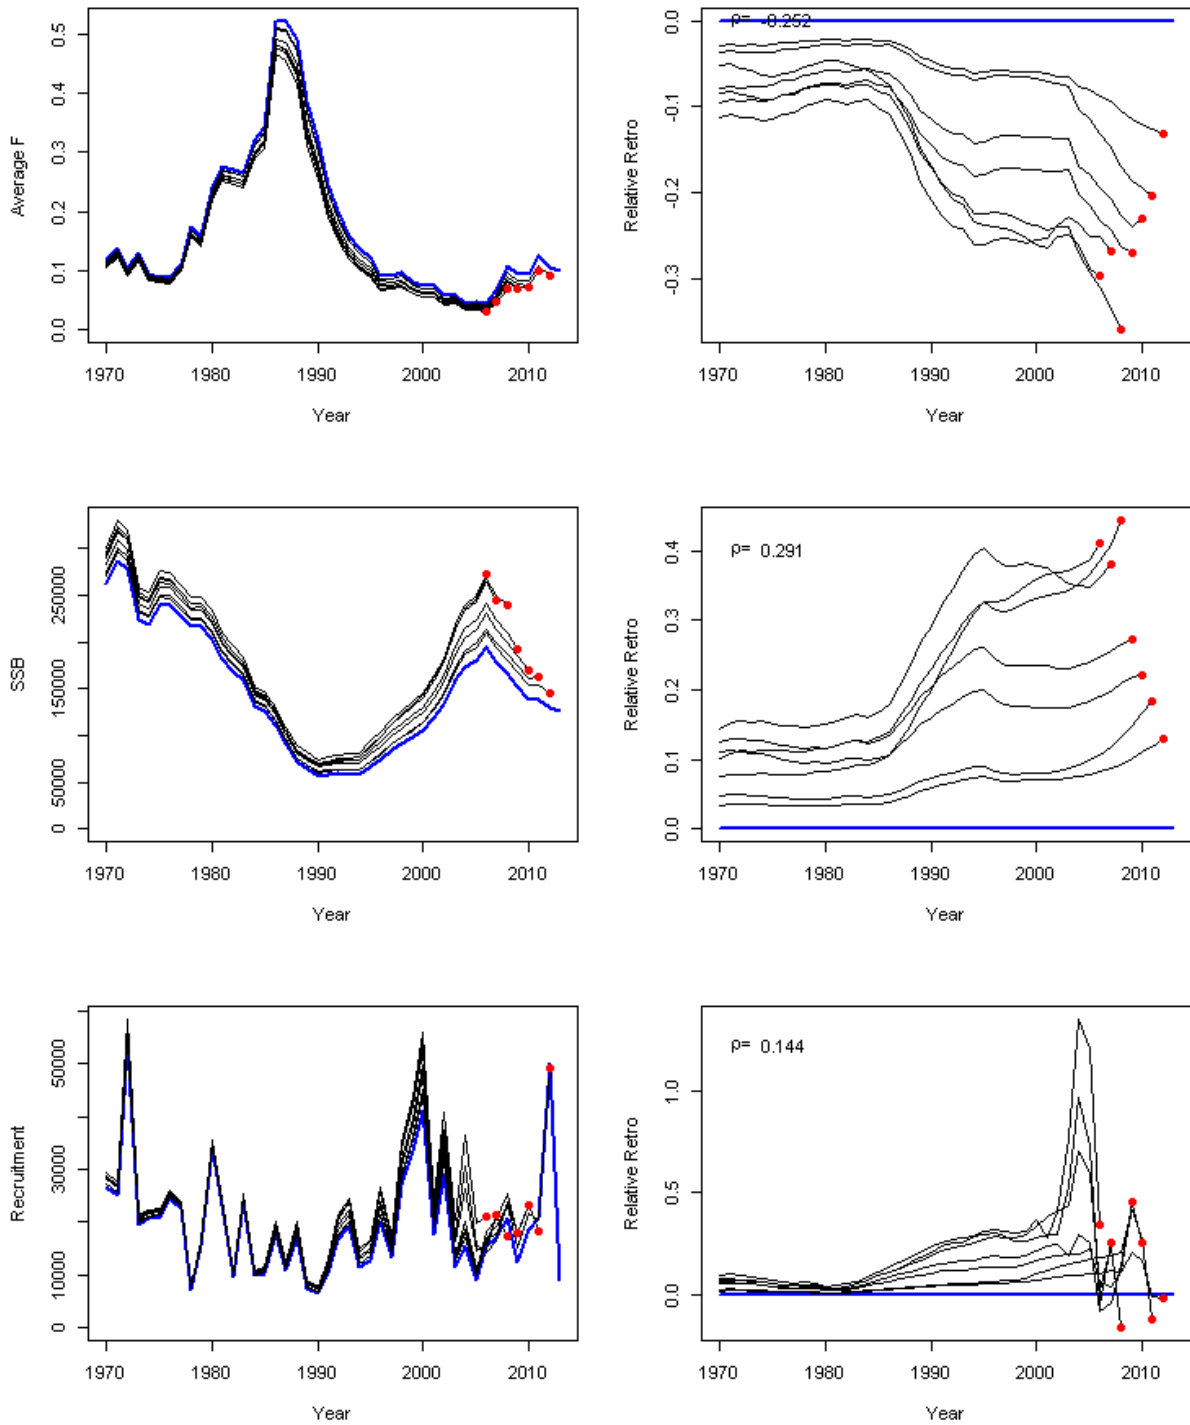 Average F
0.0 0.1 0.2 0.3 0.4 0.5
1970 1980 1990 2000 2010
Year
Relative Retro
-0.3 -0.2 -0.1 0.0
ρ= -0.252
1970 1980 1990 2000 2010
Year
SSB
0 50000 150000 250000
1970 1980 1990 2000 2010
Year
Relative Retro
0.0 0.1 0.2 0.3 0.4
ρ= 0.291
1970 1980 1990 2000 2010
Year
Recruitment
0 10000 30000 50000
1970 1980 1990 2000 2010
Year
Relative Retro
0.0 0.5 1.0
ρ= 0.144
1970 1980 1990 2000 2010
Year